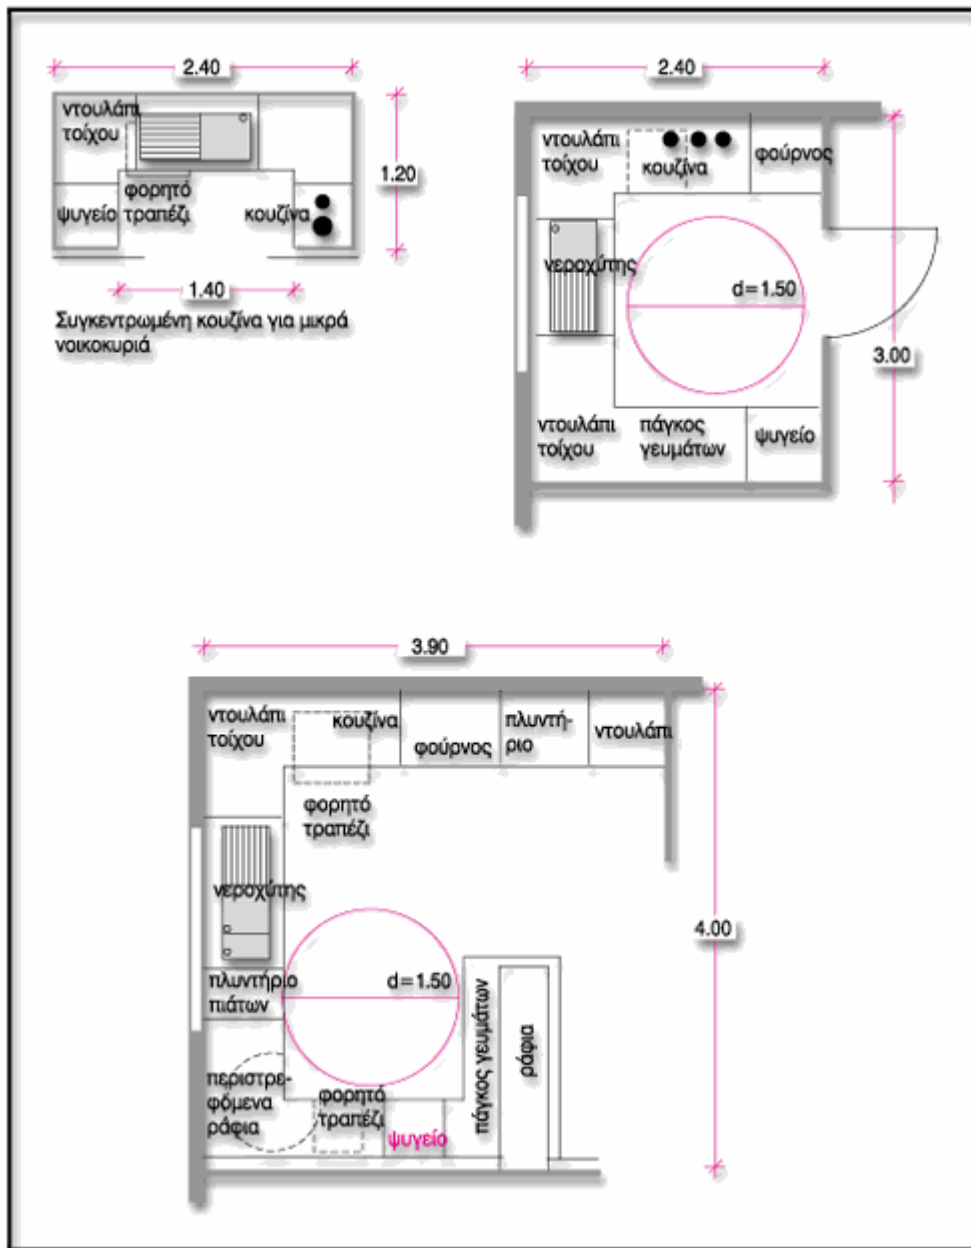 2.40
ντουλάπι
τοίχου
1.20
φορητό
τραπέζι
ψυγείο
κουζίνα
1.40
Συγκεντρωμένη κουζίνα για μικρά
νοικοκυριά
2.40
ντουλάπι
τοίχου
κουζίνα
φούρνος
νεροχύτης
d=1.50
3.00
ντουλάπι
τοίχου
πάγκος
γευμάτων
ψυγείο
3.90
ντουλάπι
τοίχου
κουζίνα
φούρνος
πλυντή-
ριο
ντουλάπι
φορητό
τραπέζι
νεροχύτης
4.00
πλυντήριο
πιάτων
d=1.50
πάγκος γευμάτων
ράφια
περιστρε-
φόμενα
ράφια
φορητό
τραπέζι
ψυγείο